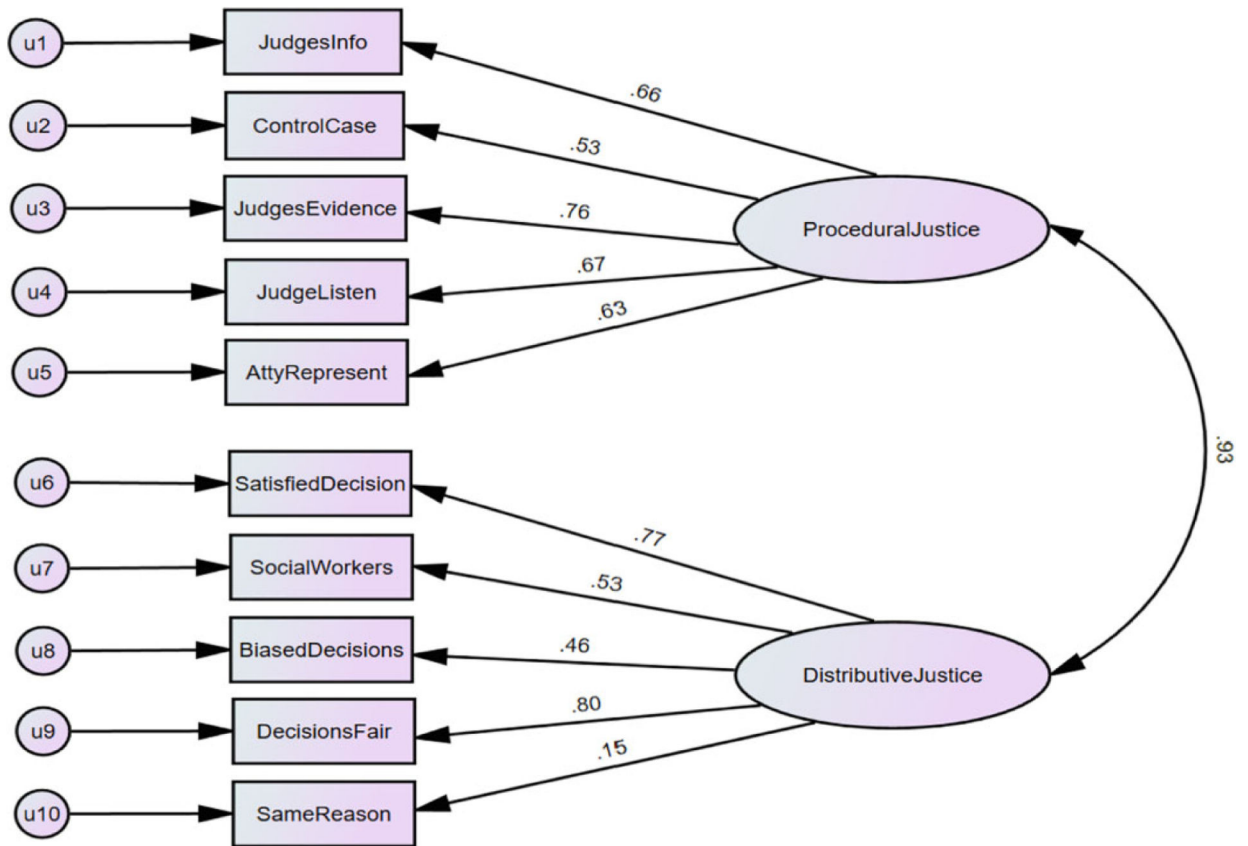 u1
JudgesInfo
.66
u2
ControlCase
.53
u3
JudgesEvidence
.76
ProceduralJustice
u4
JudgeListen
.67
u5
AttyRepresent
.63
.93
u6
SatisfiedDecision
.77
u7
SocialWorkers
.53
u8
BiasedDecisions
.46
DistributiveJustice
u9
DecisionsFair
.80
u10
SameReason
.15